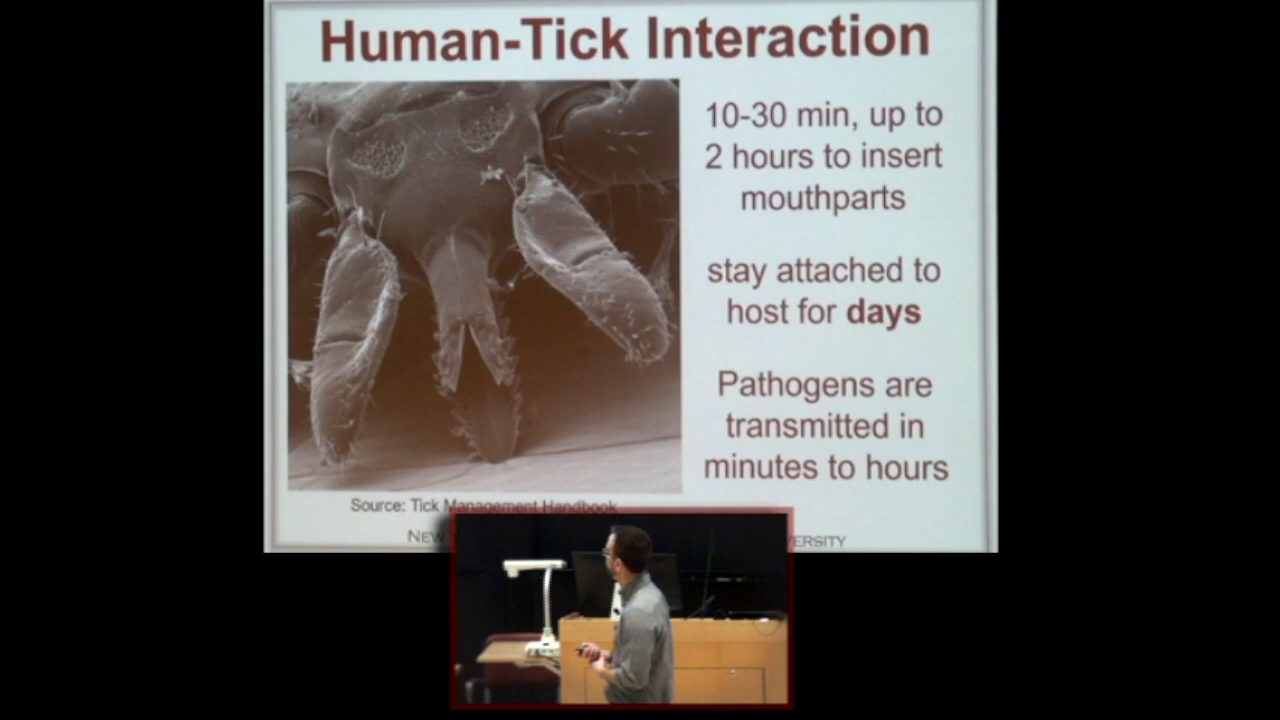 Human-Tick Interaction
10-30 min, up to
2 hours to insert
mouthparts
stay attached to
host for days
Pathogens are
transmitted in
minutes to hours
Source: Tick Management Handbook
NEW